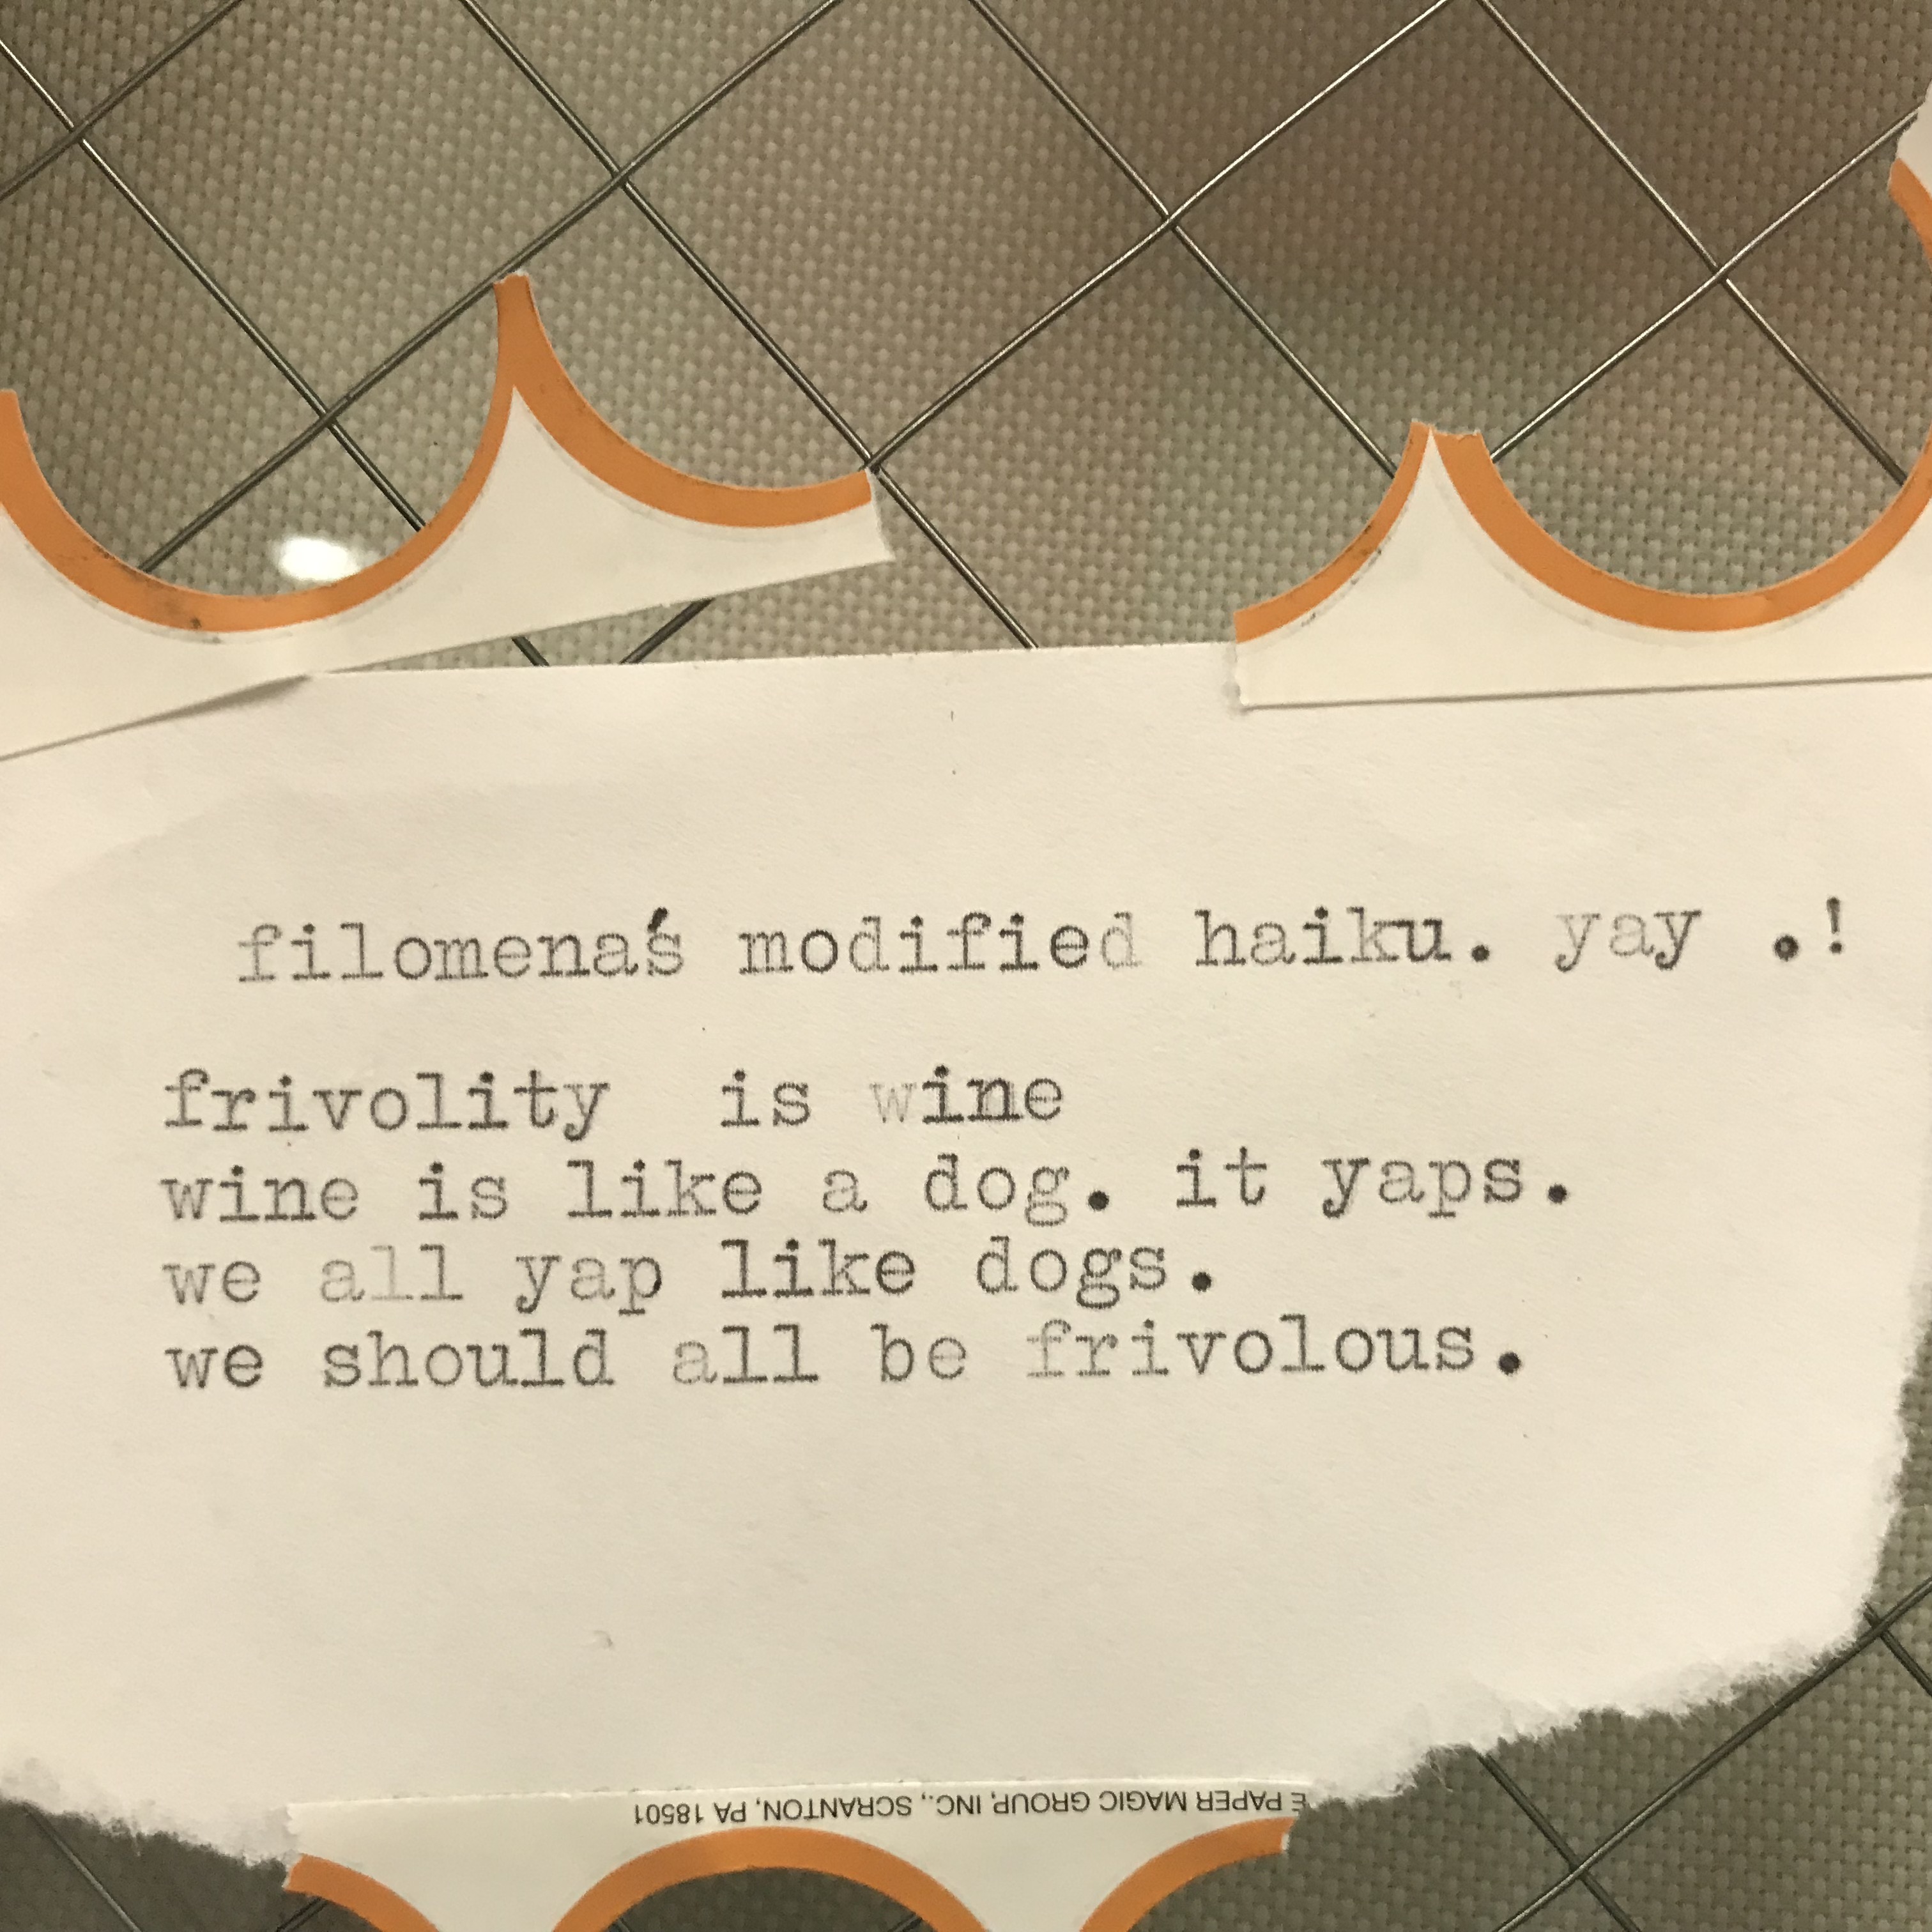 filomena's modified haiku. yay .!
frivolity is wine
wine is like a dog. it yaps.
we all yap like dogs.
we should all be frivolous.
E PAPER MAGIC GROUP, INC., SCRANTON, PA 18501